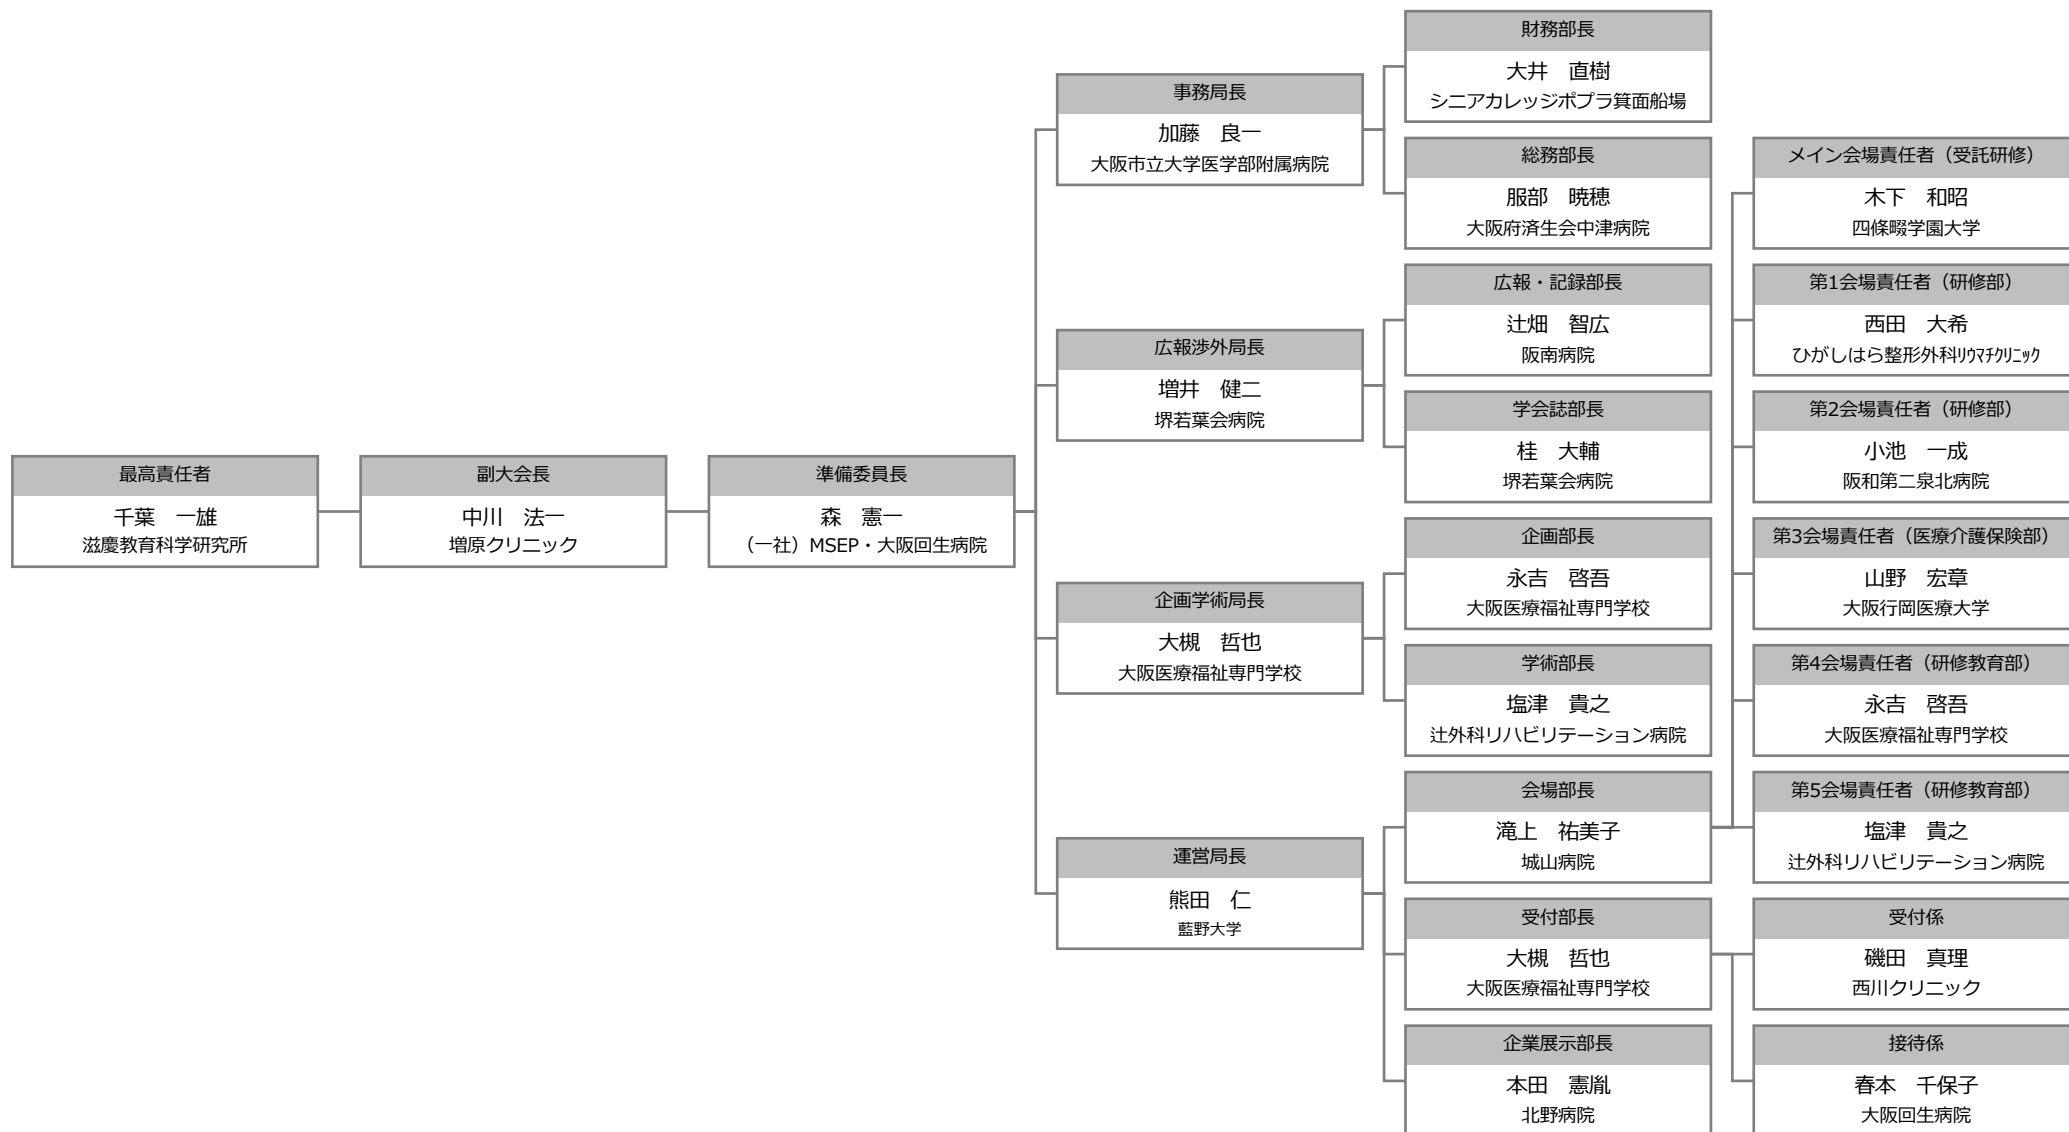 最高責任者
千葉　一雄
滋慶教育科学研究所
副大会長
中川　法一
増原クリニック
準備委員長
森　憲一
（一社）MSEP・大阪回生病院
事務局長
加藤　良一
大阪市立大学医学部附属病院
広報渉外局長
増井　健二
堺若葉会病院
企画学術局長
大槻　哲也
大阪医療福祉専門学校
運営局長
熊田　仁
藍野大学
財務部長
大井　直樹
シニアカレッジポプラ箕面船場
総務部長
服部　暁穂
大阪府済生会中津病院
広報・記録部長
辻畑　智広
阪南病院
学会誌部長
桂　大輔
堺若葉会病院
企画部長
永吉　啓吾
大阪医療福祉専門学校
学術部長
塩津　貴之
辻外科リハビリテーション病院
会場部長
滝上　祐美子
城山病院
受付部長
大槻　哲也
大阪医療福祉専門学校
企業展示部長
本田　憲胤
北野病院
メイン会場責任者（受託研修）
木下　和昭
四條畷学園大学
第1会場責任者（研修部）
西田　大希
ひがしはら整形外科ﾘｳﾏﾁｸﾘﾆｯｸ
第2会場責任者（研修部）
小池　一成
阪和第二泉北病院
第3会場責任者（医療介護保険部）
山野　宏章
大阪行岡医療大学
第4会場責任者（研修教育部）
永吉　啓吾
大阪医療福祉専門学校
第5会場責任者（研修教育部）
塩津　貴之
辻外科リハビリテーション病院
受付係
磯田　真理
西川クリニック
接待係
春本　千保子
大阪回生病院